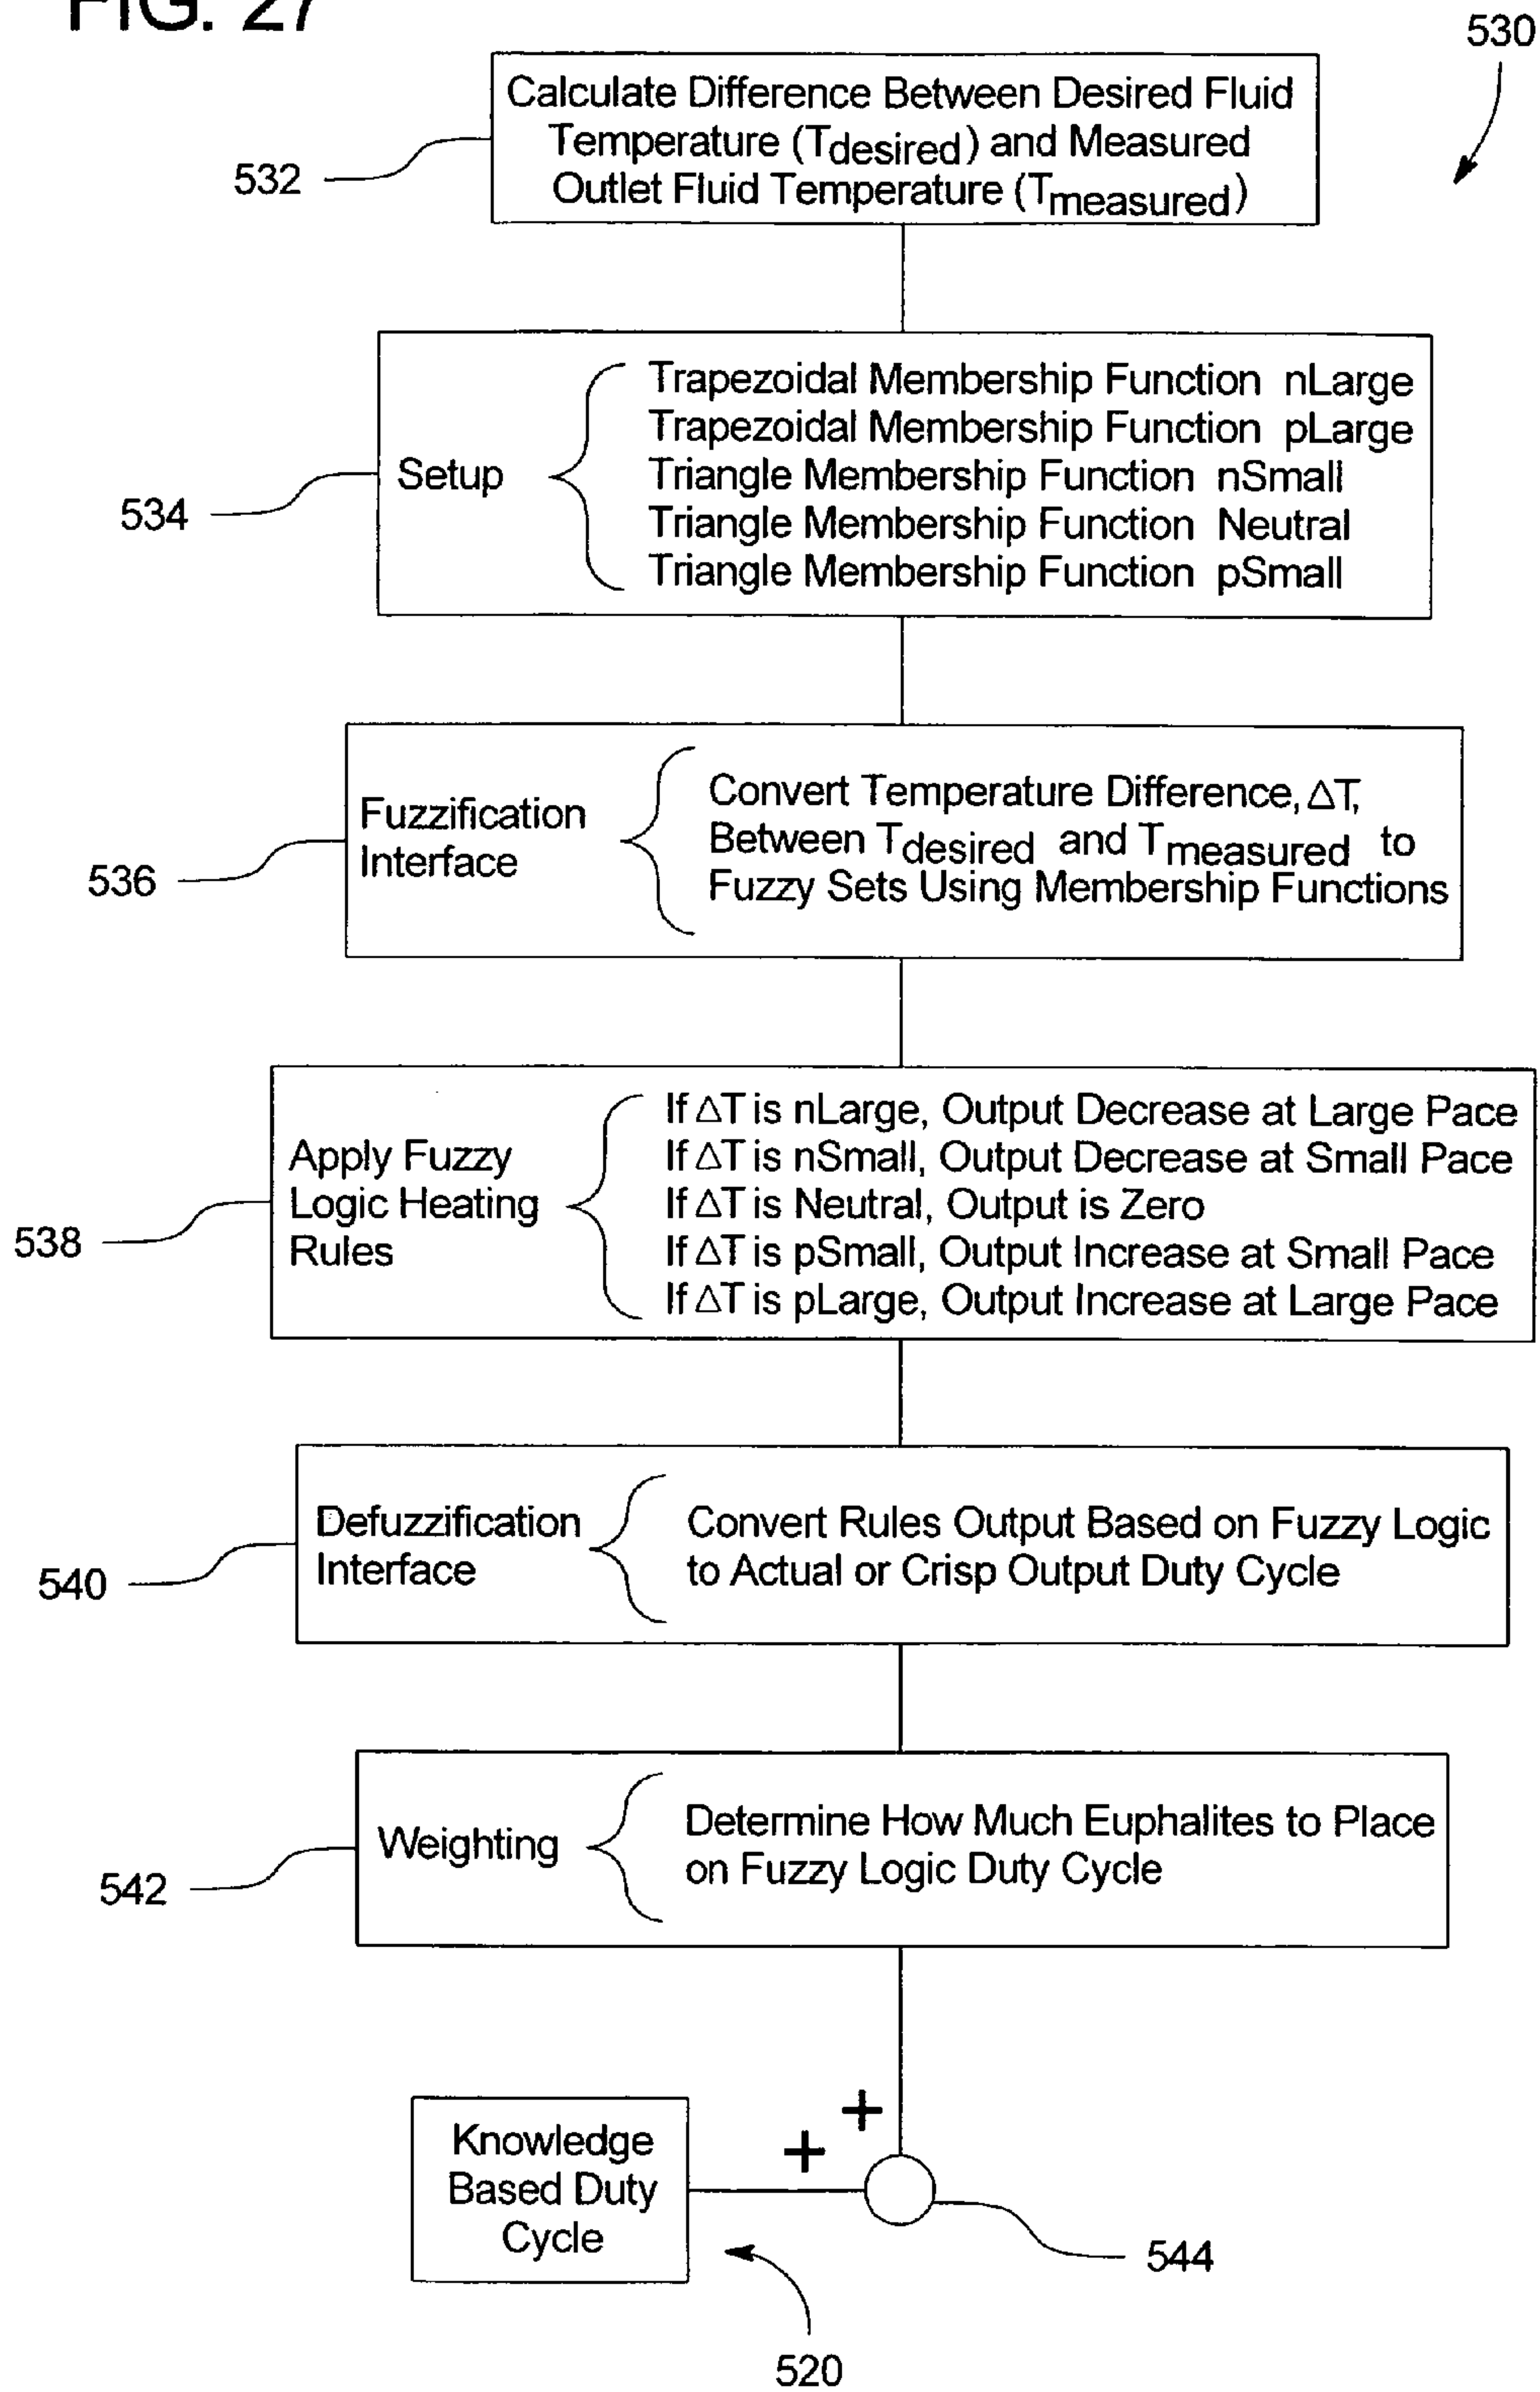 FIG. 27
530
Calculate Difference Between Desired Fluid
Temperature (Tdesired) and Measured
Outlet Fluid Temperature (Tmeasured)
532
Setup
Trapezoidal Membership Function nLarge
Trapezoidal Membership Function pLarge
Triangle Membership Function nSmall
Triangle Membership Function Neutral
Triangle Membership Function pSmall
534
Fuzzification
Interface
Convert Temperature Difference, △T,
Between Tdesired and Tmeasured to
Fuzzy Sets Using Membership Functions
536
Apply Fuzzy
Logic Heating
Rules
If △T is nLarge, Output Decrease at Large Pace
If △T is nSmall, Output Decrease at Small Pace
If △T is Neutral, Output is Zero
If △T is pSmall, Output Increase at Small Pace
If △T is pLarge, Output Increase at Large Pace
538
Defuzzification
Interface
Convert Rules Output Based on Fuzzy Logic
to Actual or Crisp Output Duty Cycle
540
Weighting
Determine How Much Euphalites to Place
on Fuzzy Logic Duty Cycle
542
+
+
Knowledge
Based Duty
Cycle
544
520